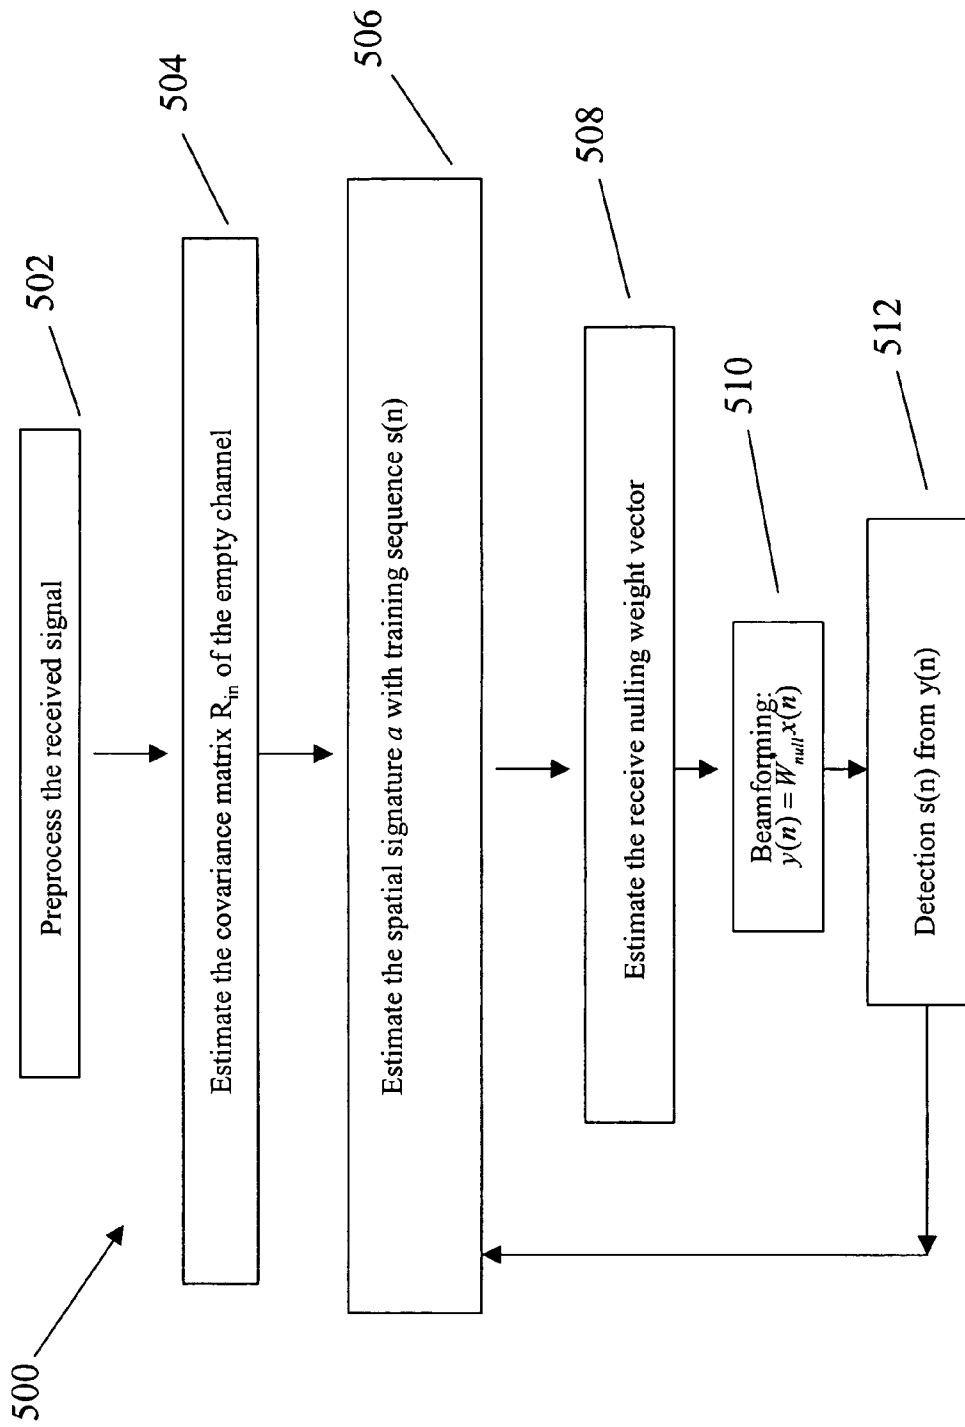 500
Preprocess the received signal
502
Estimate the covariance matrix R_in of the empty channel
504
Estimate the spatial signature a with training sequence s(n)
506
Estimate the receive nulling weight vector
508
Beamforming:
y(n) = W_null x(n)
510
Detection s(n) from y(n)
512